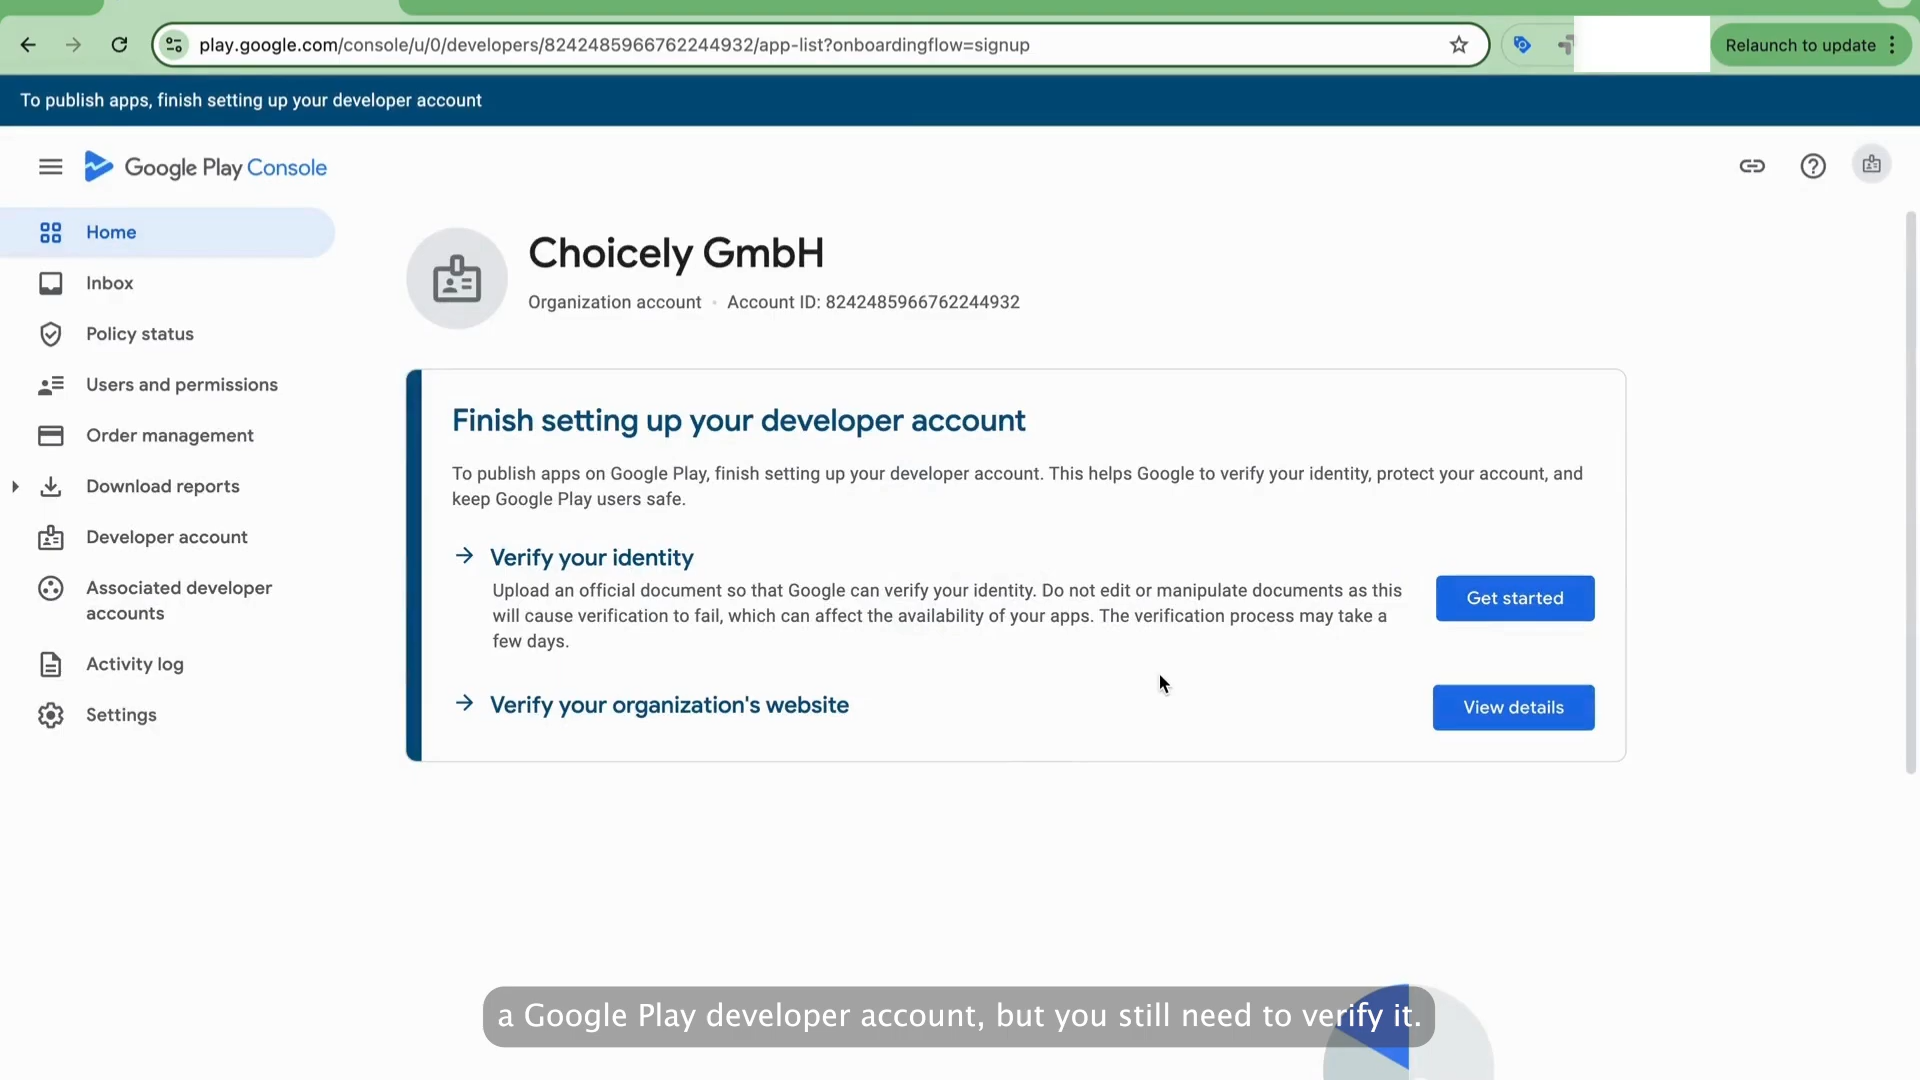 play.google.com/console/u/0/developers/8242485966762244932/app-list?onboardingflow=signup
Relaunch to update
To publish apps, finish setting up your developer account
Google Play Console
Home
Inbox
Policy status
Users and permissions
Order management
Download reports
Developer account
Associated developer
accounts
Activity log
Settings
Choicely GmbH
Organization account · Account ID: 8242485966762244932
Finish setting up your developer account
To publish apps on Google Play, finish setting up your developer account. This helps Google to verify your identity, protect your account, and
keep Google Play users safe.
Verify your identity
Upload an official document so that Google can verify your identity. Do not edit or manipulate documents as this
will cause verification to fail, which can affect the availability of your apps. The verification process may take a
few days.
Get started
Verify your organization's website
View details
a Google Play developer account, but you still need to verify it.